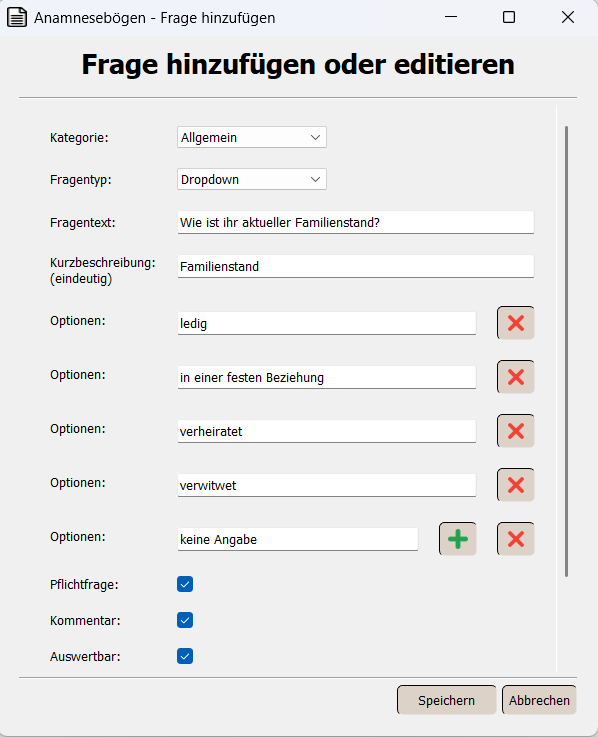 Anamnesebögen - Frage hinzufügen
Frage hinzufügen oder editieren
Kategorie: Allgemein
Fragentyp: Dropdown
Fragentext: Wie ist ihr aktueller Familienstand?
Kurzbeschreibung:
(eindeutig) Familienstand
Optionen: ledig
Optionen: in einer festen Beziehung
Optionen: verheiratet
Optionen: verwitwet
Optionen: keine Angabe
Pflichtfrage:
Kommentar:
Auswertbar:
Speichern Abbrechen